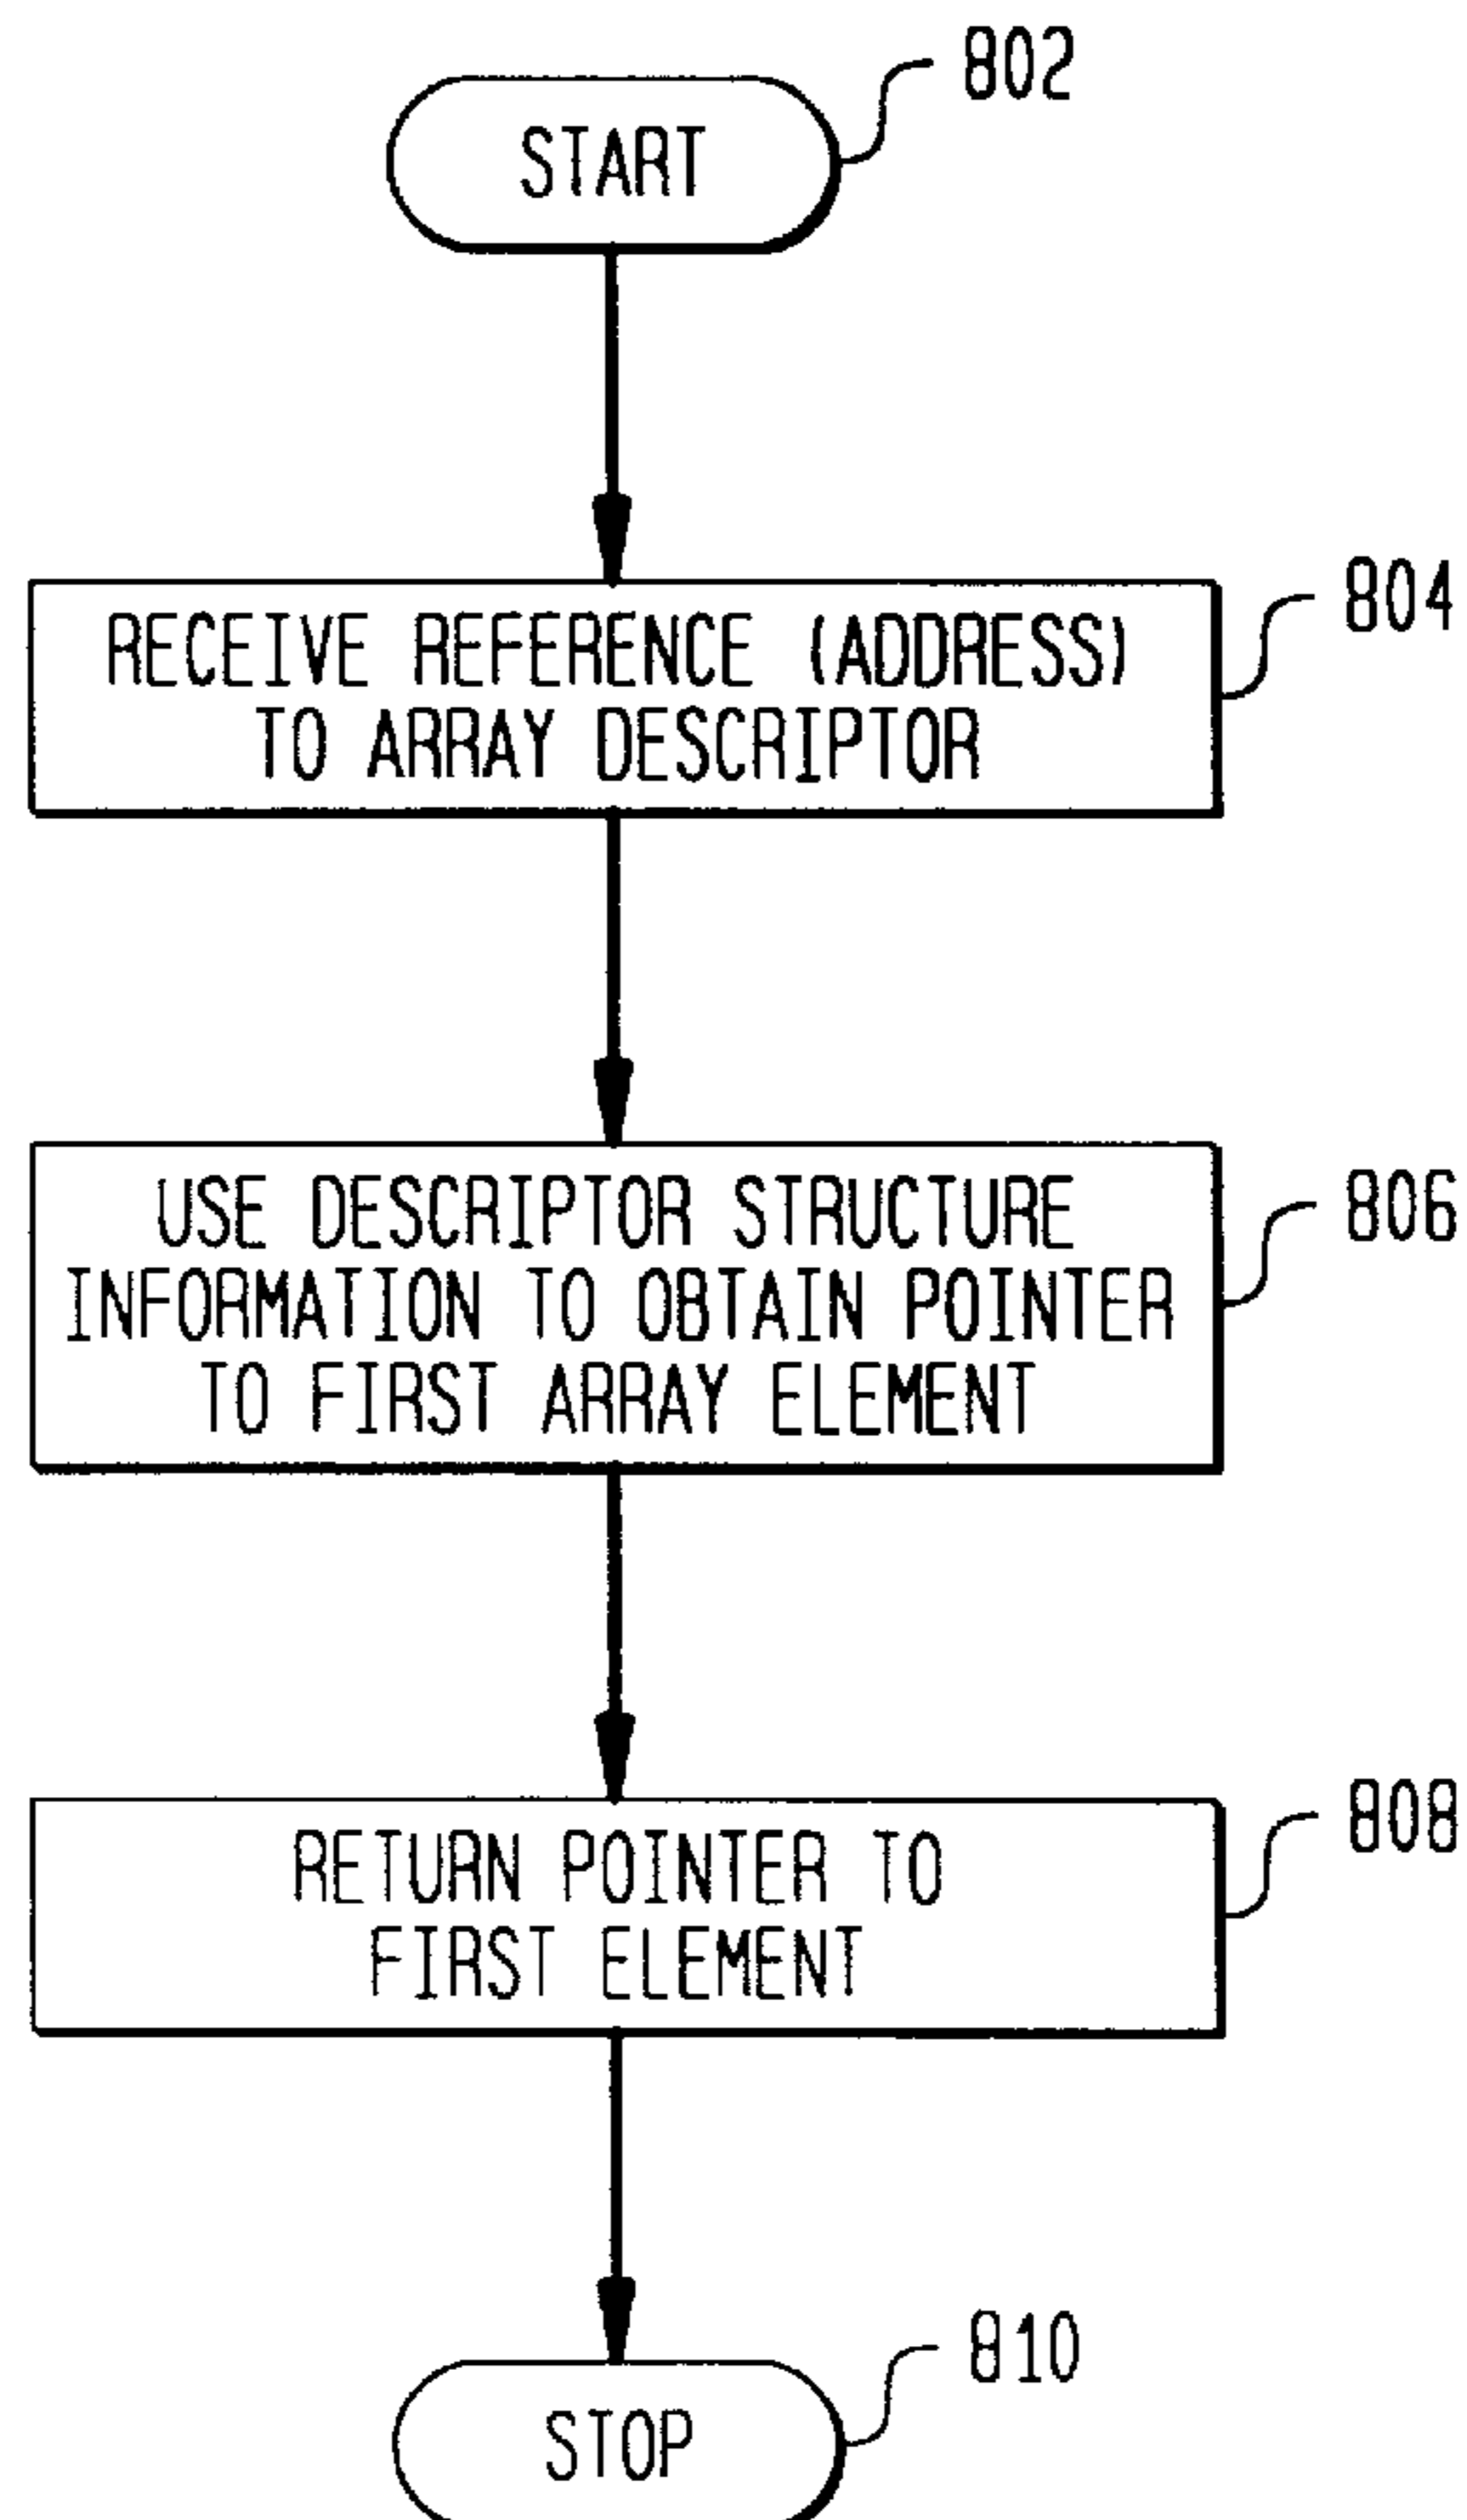 802
START
804
RECEIVE REFERENCE (ADDRESS)
TO ARRAY DESCRIPTOR
806
USE DESCRIPTOR STRUCTURE
INFORMATION TO OBTAIN POINTER
TO FIRST ARRAY ELEMENT
808
RETURN POINTER TO
FIRST ELEMENT
810
STOP